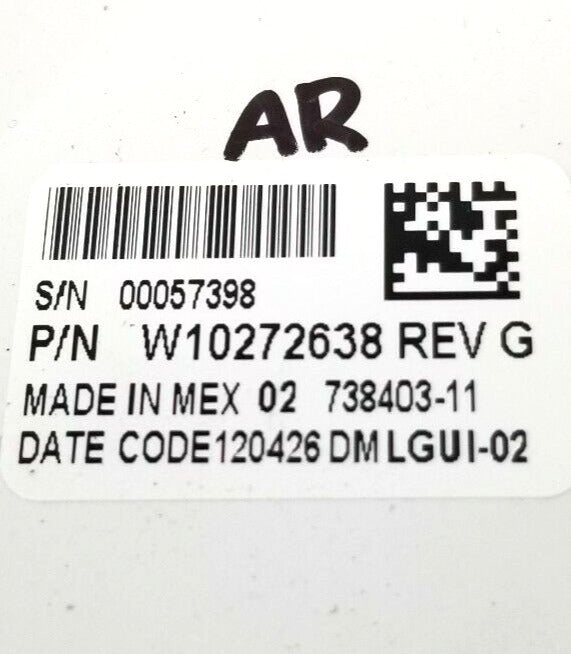 AR
S/N 00057398
P/N W10272638 REV G
MADE IN MEX 02 738403-11
DATE CODE120426 DM LGUI-02